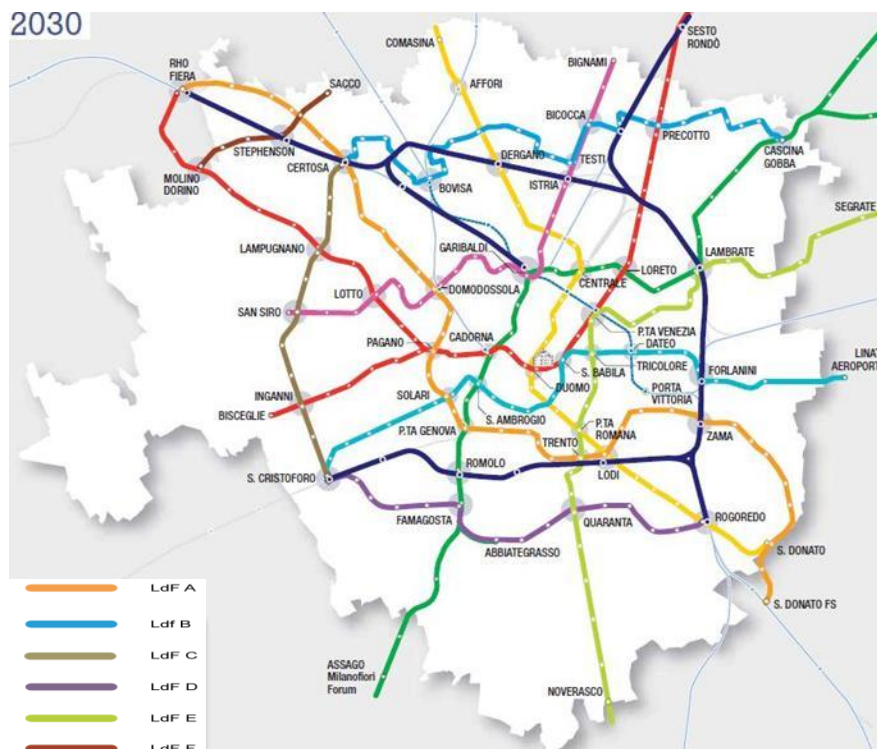 2030
SESTO
RONDÒ
COMASINA
BIGNAMI
RHO
FIERA
SACCO
AFFORI
BICOCCA
PRECOTTO
STEPHENSON
CERTOSA
DERGANO
TESTI
CASCINA
GOBBA
MOLINO
DORINO
BOVISA
ISTRIA
SEGRATE
GARIBALDI
LAMPUGNANO
LORETO
LAMBRATE
CENTRALE
LOTTO
DOMODOSSOLA
SAN SIRO
P.TA VENEZIA
DATEO
PAGANO
CADORNA
TRICOLORE
S. BABILA
DUOMO
FORLANINI
LINAT
AEROPORT
SOLARI
PORTA
VITTORIA
INGANNI
BISCEGLIE
S. AMBROGIO
P.TA GENOVA
P.TA
ROMANA
TRENTO
ZAMA
ROMOLO
LODI
S. CRISTOFORO
FAMAGOSTA
QUARANTA
ROGOREDO
ABBIATEGRASSO
S. DONATO
S. DONATO FS
ASSAGO
Milanofiori
Forum
NOVERASCO
LdF A
Ldf B
LdF C
LdF D
LdF E